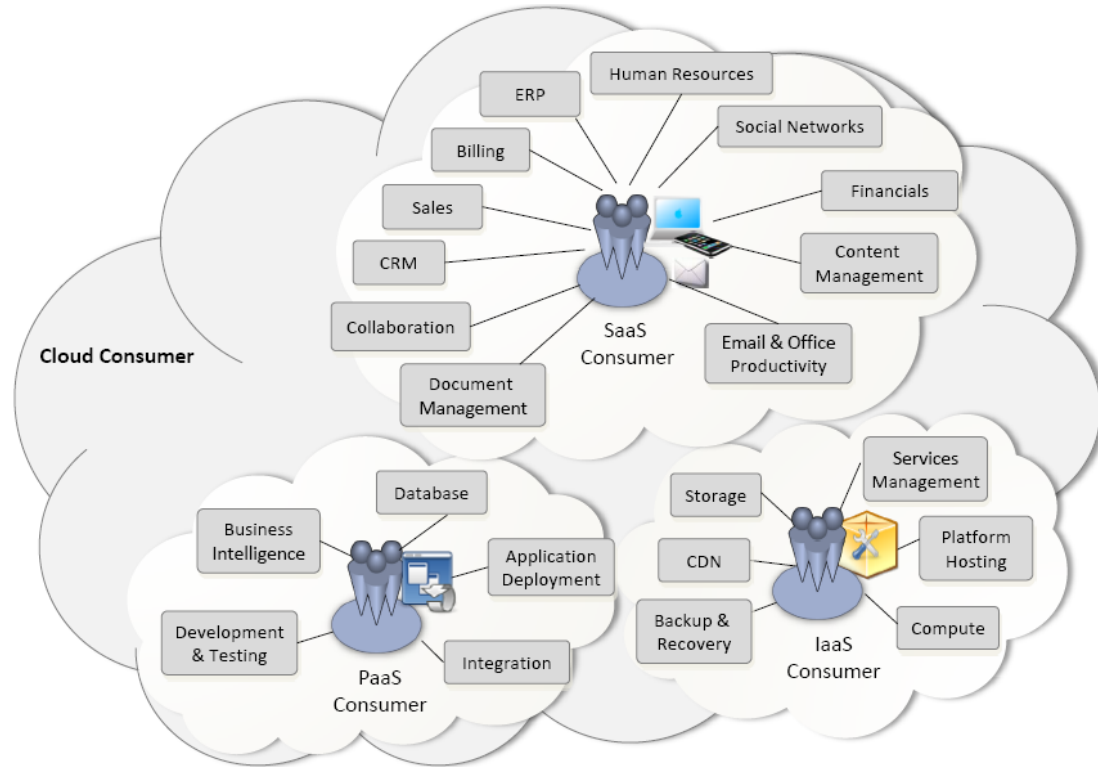 Human Resources
ERP
Social Networks
Billing
Financials
Sales
Content
Management
CRM
Collaboration
SaaS
Consumer
Email & Office
Productivity
Document
Management
Cloud Consumer
Database
Business
Intelligence
Application
Deployment
Development
& Testing
Integration
PaaS
Consumer
Services
Management
Storage
Platform
Hosting
CDN
Backup &
Recovery
Compute
IaaS
Consumer